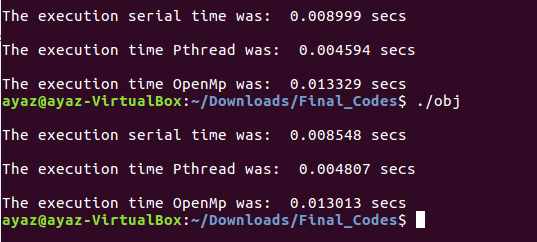 The execution serial time was:  0.008999 secs
The execution time Pthread was:  0.004594 secs
The execution time OpenMp was:  0.013329 secs
ayaz@ayaz-VirtualBox:~/Downloads/Final_Codes$ ./obj
The execution serial time was:  0.008548 secs
The execution time Pthread was:  0.004807 secs
The execution time OpenMp was:  0.013013 secs
ayaz@ayaz-VirtualBox:~/Downloads/Final_Codes$